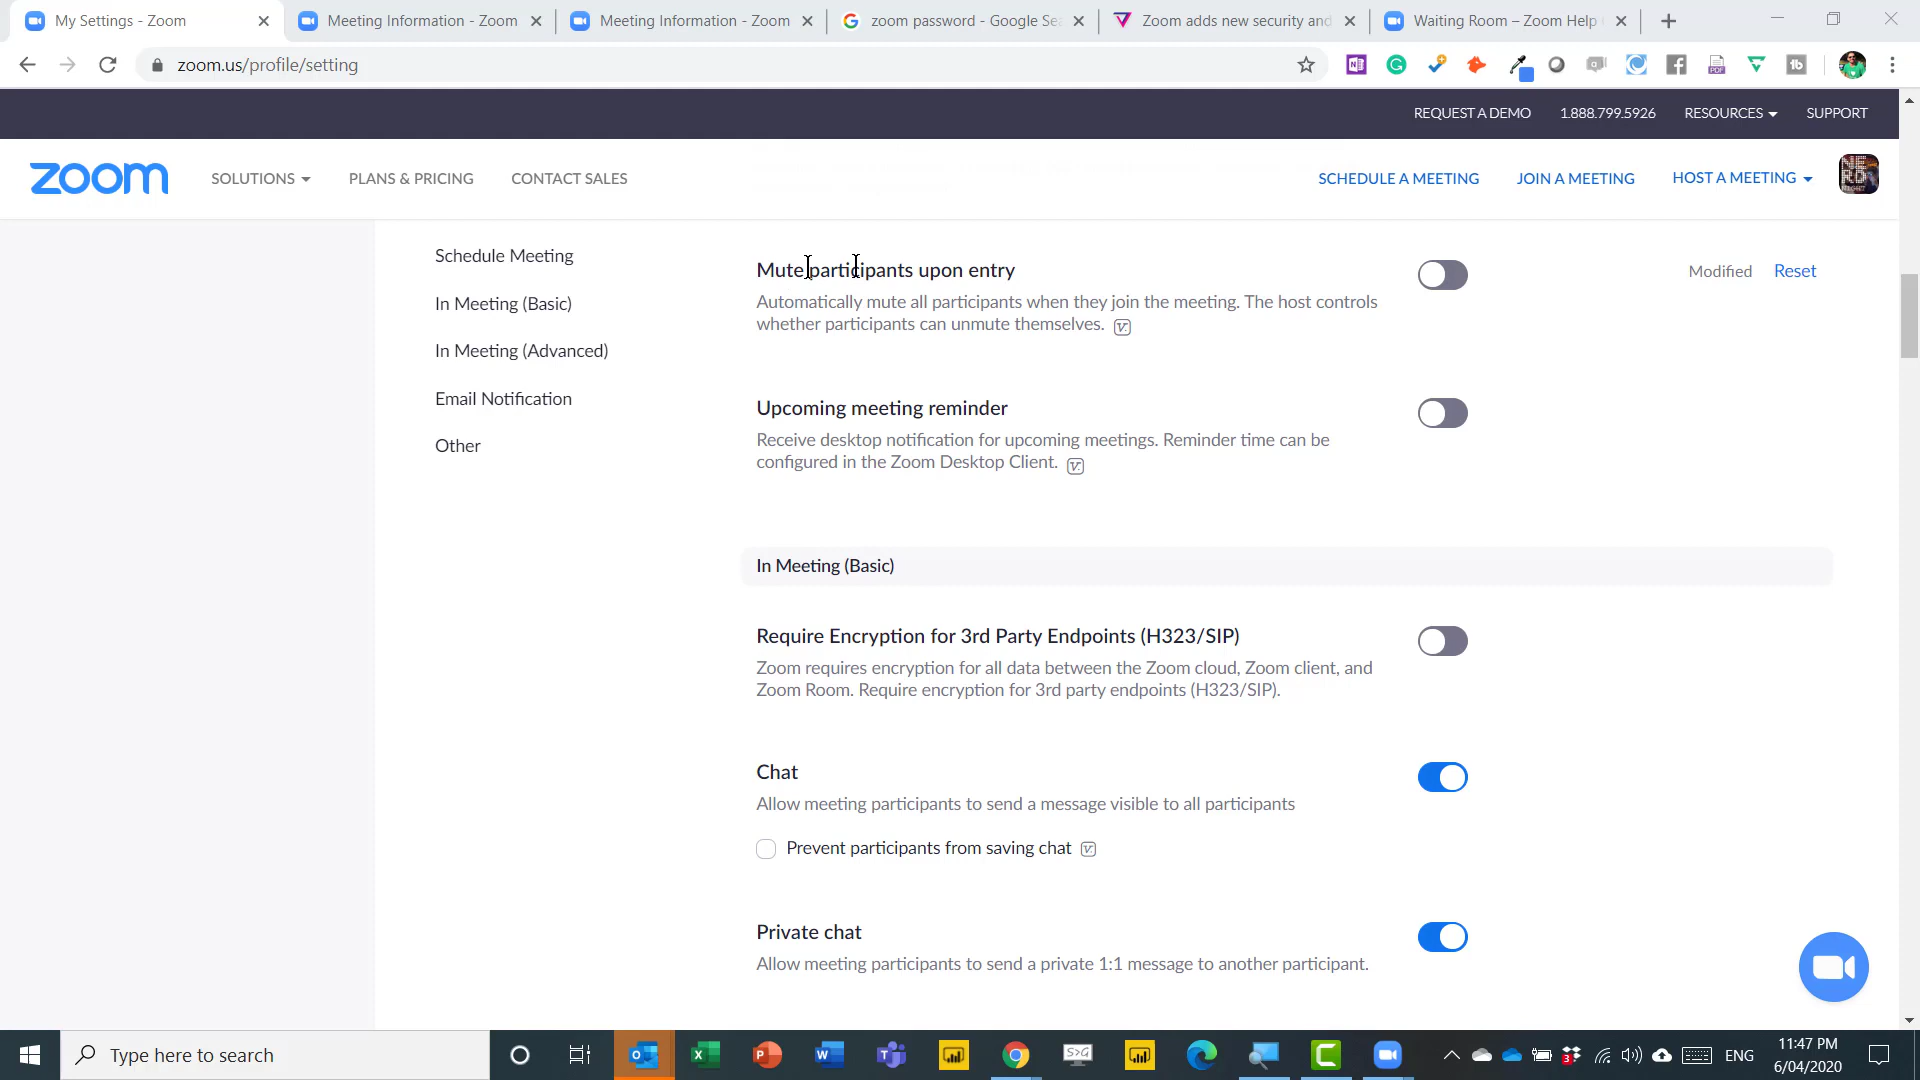 My Settings - Zoom
Meeting Information - Zoom
Meeting Information - Zoom
zoom password - Google Se
Zoom adds new security and
Waiting Room – Zoom Help
zoom.us/profile/setting
REQUEST A DEMO
1.888.799.5926
RESOURCES
SUPPORT
zoom
SOLUTIONS
PLANS & PRICING
CONTACT SALES
SCHEDULE A MEETING
JOIN A MEETING
HOST A MEETING
Schedule Meeting
In Meeting (Basic)
In Meeting (Advanced)
Email Notification
Other
Mute participants upon entry
Modified
Reset
Automatically mute all participants when they join the meeting. The host controls
whether participants can unmute themselves.
Upcoming meeting reminder
Receive desktop notification for upcoming meetings. Reminder time can be
configured in the Zoom Desktop Client.
In Meeting (Basic)
Require Encryption for 3rd Party Endpoints (H323/SIP)
Zoom requires encryption for all data between the Zoom cloud, Zoom client, and
Zoom Room. Require encryption for 3rd party endpoints (H323/SIP).
Chat
Allow meeting participants to send a message visible to all participants
Prevent participants from saving chat
Private chat
Allow meeting participants to send a private 1:1 message to another participant.
Type here to search
ENG
11:47 PM
6/04/2020